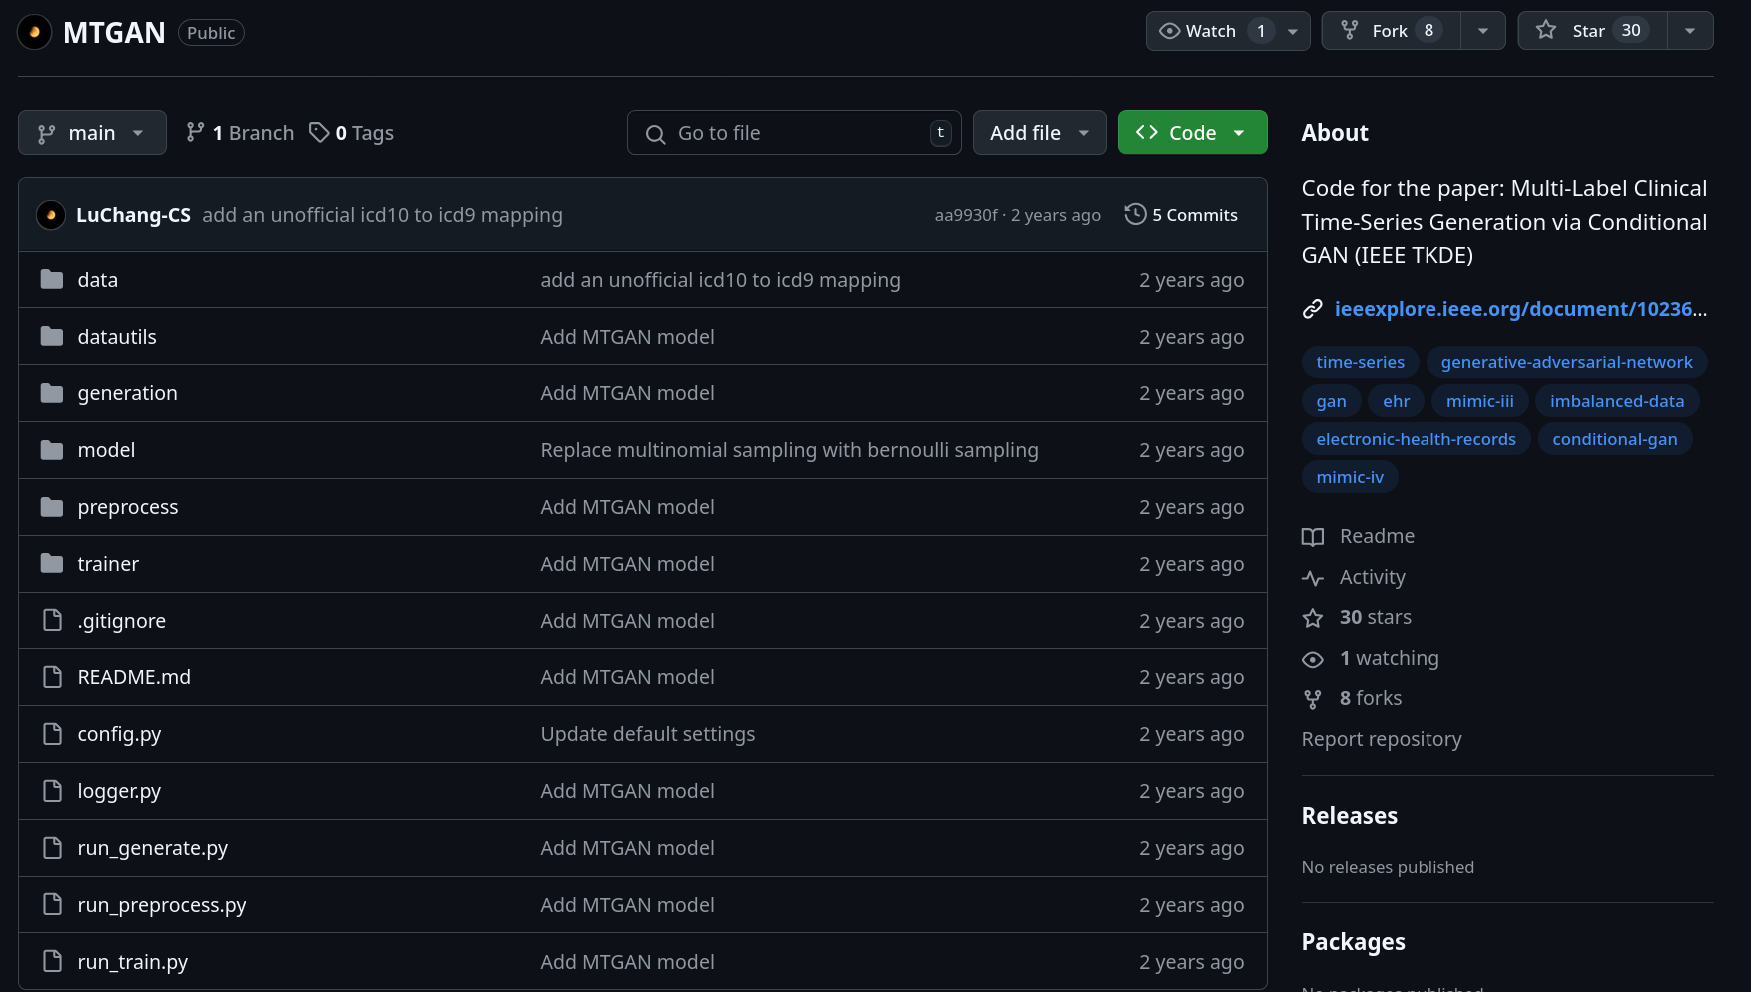 MTGAN Public Watch 1 Fork 8 Star 30
main 1 Branch 0 Tags Go to file t Add file Code
LuChang-CS add an unofficial icd10 to icd9 mapping aa9930f · 2 years ago 5 Commits
data add an unofficial icd10 to icd9 mapping 2 years ago
datautils Add MTGAN model 2 years ago
generation Add MTGAN model 2 years ago
model Replace multinomial sampling with bernoulli sampling 2 years ago
preprocess Add MTGAN model 2 years ago
trainer Add MTGAN model 2 years ago
.gitignore Add MTGAN model 2 years ago
README.md Add MTGAN model 2 years ago
config.py Update default settings 2 years ago
logger.py Add MTGAN model 2 years ago
run_generate.py Add MTGAN model 2 years ago
run_preprocess.py Add MTGAN model 2 years ago
run_train.py Add MTGAN model 2 years ago
About
Code for the paper: Multi-Label Clinical
Time-Series Generation via Conditional
GAN (IEEE TKDE)
ieeexplore.ieee.org/document/10236...
time-series generative-adversarial-network
gan ehr mimic-iii imbalanced-data
electronic-health-records conditional-gan
mimic-iv
Readme
Activity
30 stars
1 watching
8 forks
Report repository
Releases
No releases published
Packages